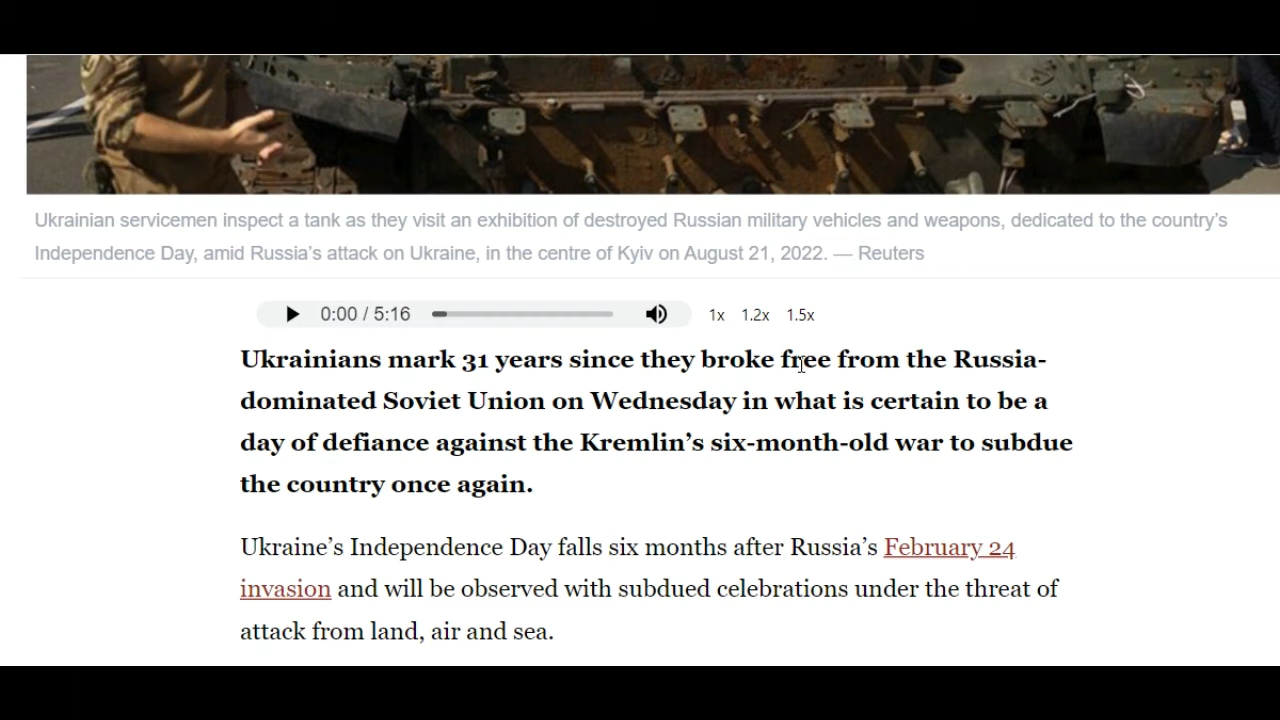 Ukrainian servicemen inspect a tank as they visit an exhibition of destroyed Russian military vehicles and weapons, dedicated to the country’s
Independence Day, amid Russia’s attack on Ukraine, in the centre of Kyiv on August 21, 2022. — Reuters
0:00 / 5:16 1x 1.2x 1.5x
Ukrainians mark 31 years since they broke free from the Russia-
dominated Soviet Union on Wednesday in what is certain to be a
day of defiance against the Kremlin’s six-month-old war to subdue
the country once again.
Ukraine’s Independence Day falls six months after Russia’s February 24
invasion and will be observed with subdued celebrations under the threat of
attack from land, air and sea.